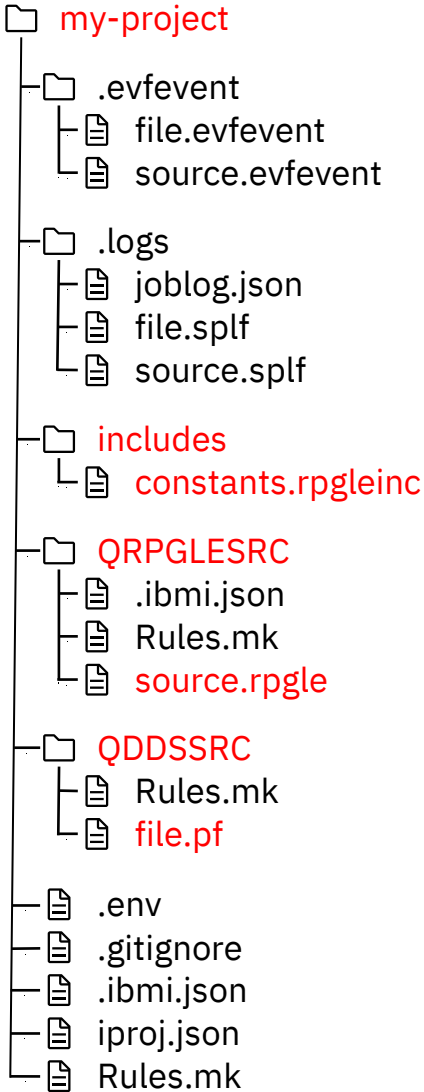 my-project
.evfevent
file.evfevent
source.evfevent
.logs
joblog.json
file.splf
source.splf
includes
constants.rpgleinc
QRPGLESRC
.ibmi.json
Rules.mk
source.rpgle
QDDSSRC
Rules.mk
file.pf
.env
.gitignore
.ibmi.json
iproj.json
Rules.mk